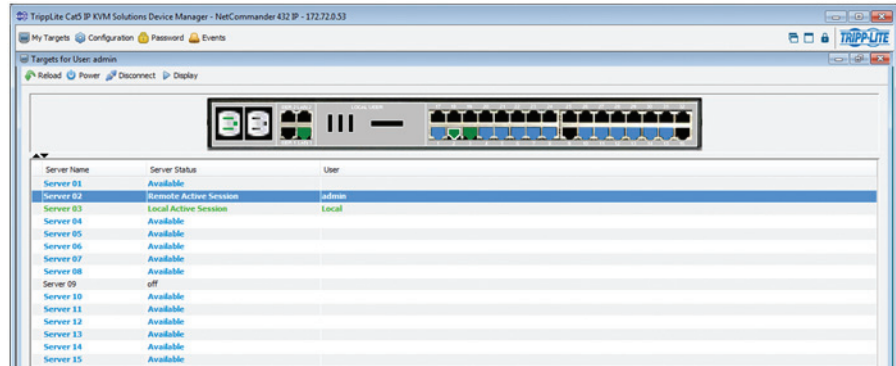 TrippLite Cat5 IP KVM Solutions Device Manager - NetCommander 432 IP - 172.72.0.53
My Targets Configuration Password Events
TRIPP·LITE
Targets for User: admin
Reload Power Disconnect Display
LOCAL USER
Server Name Server Status User
Server 01 Available
Server 02 Remote Active Session admin
Server 03 Local Active Session Local
Server 04 Available
Server 05 Available
Server 06 Available
Server 07 Available
Server 08 Available
Server 09 off
Server 10 Available
Server 11 Available
Server 12 Available
Server 13 Available
Server 14 Available
Server 15 Available